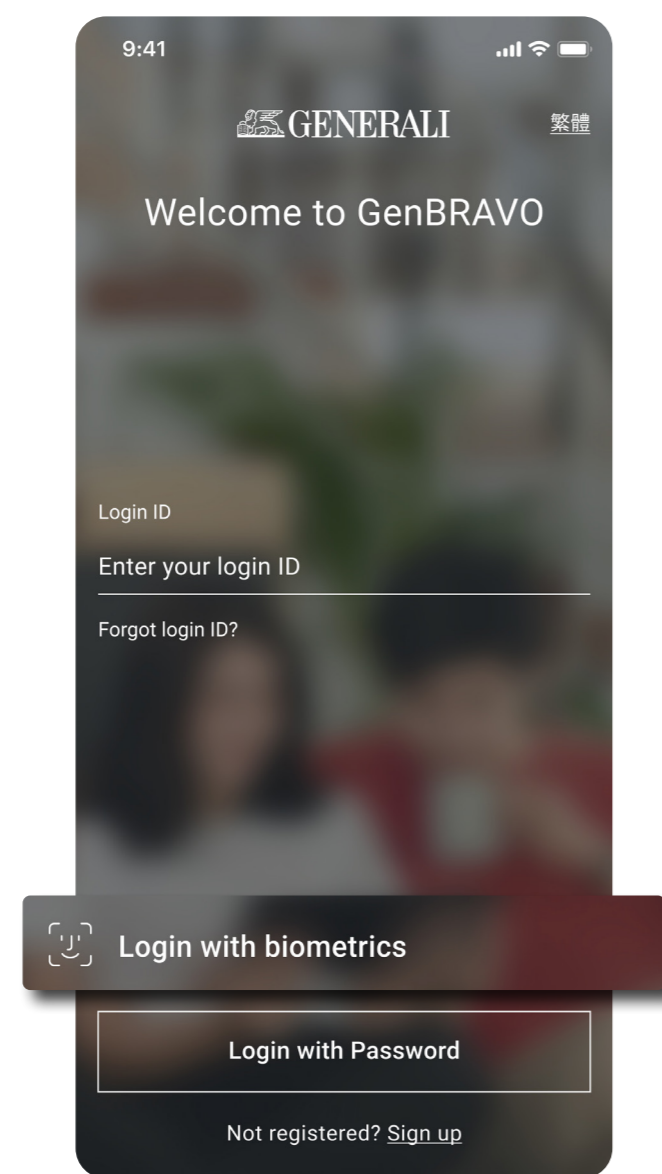 9:41
GENERALI
繁體
Welcome to GenBRAVO
Login ID
Enter your login ID
Forgot login ID?
Login with biometrics
Login with Password
Not registered? Sign up